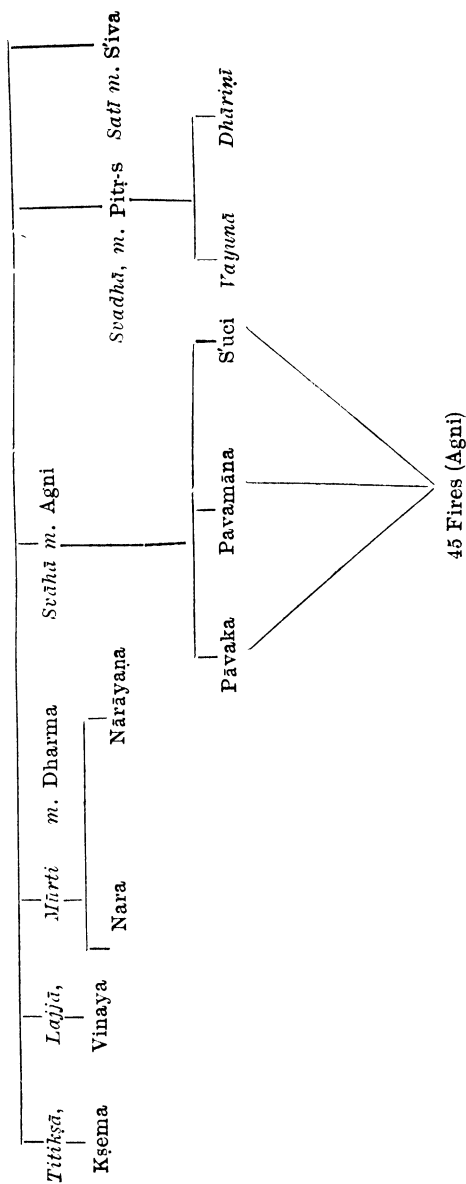 Titikṣā, Lajjā, Mūrti m. Dharma Svāhā m. Agni
Kṣema Vinaya Nara Nārāyaṇa Svadhā, m. Pitṛ-s Satī m. S'iva
Pāvaka Pavamāna S'uci Vayunā Dhāriṇī
45 Fires (Agni)